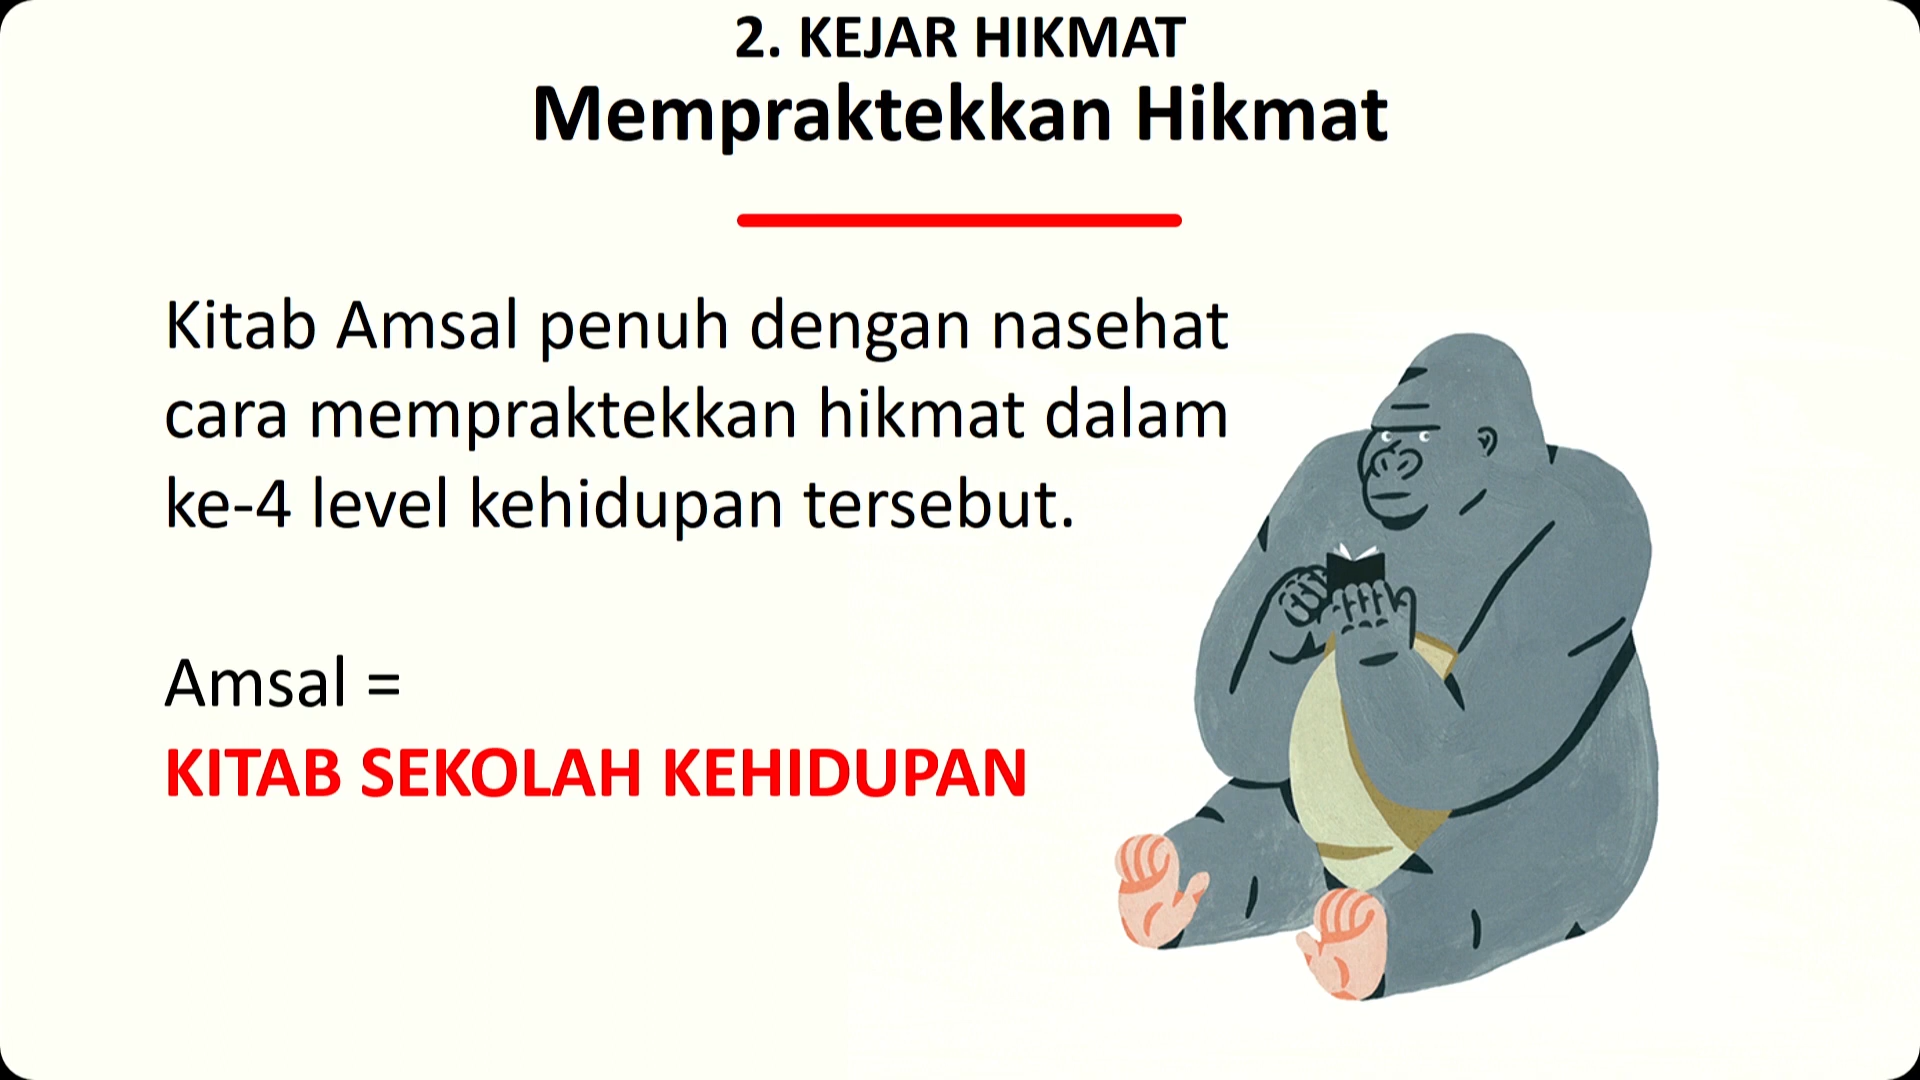 2. KEJAR HIKMAT
Mempraktekkan Hikmat
Kitab Amsal penuh dengan nasehat
cara mempraktekkan hikmat dalam
ke-4 level kehidupan tersebut.
Amsal =
KITAB SEKOLAH KEHIDUPAN